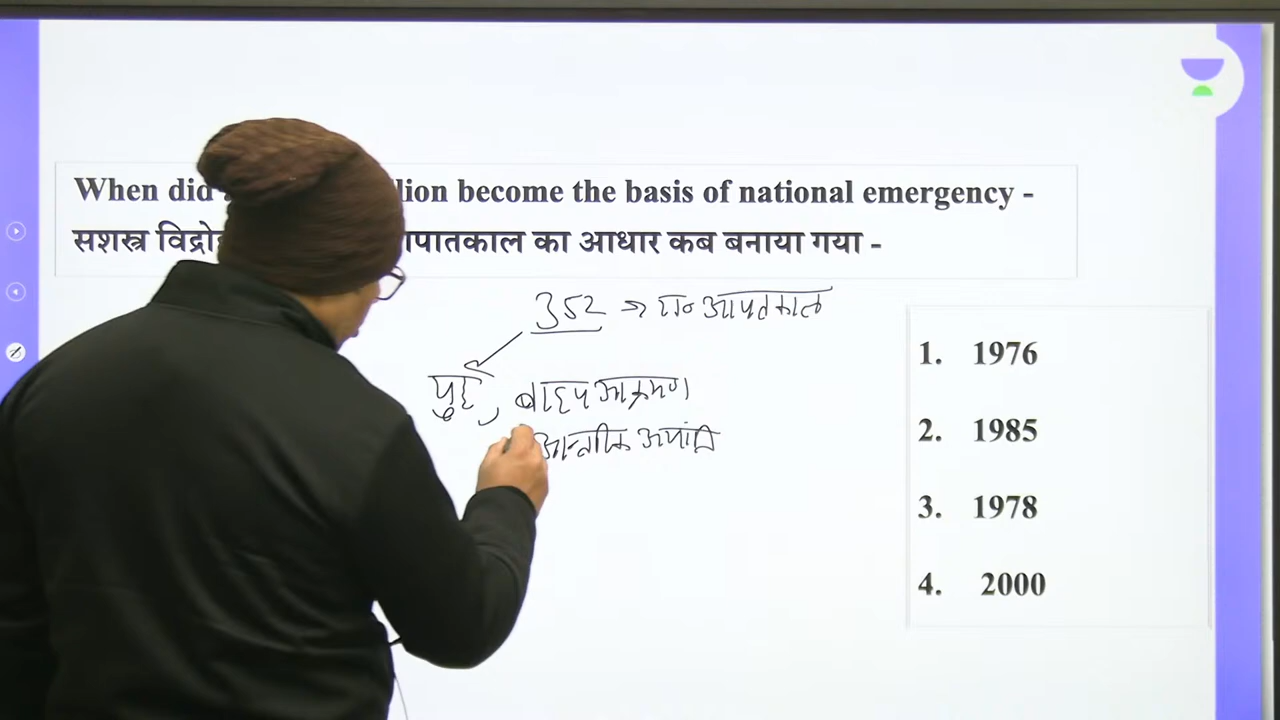 When did llion become the basis of national emergency -
सशस्त्र विद्रो पातकाल का आधार कब बनाया गया -
352 → रा० आपातकाल
युद्ध, बाह्य आक्रमण
आन्तरिक अशांति
1. 1976
2. 1985
3. 1978
4. 2000